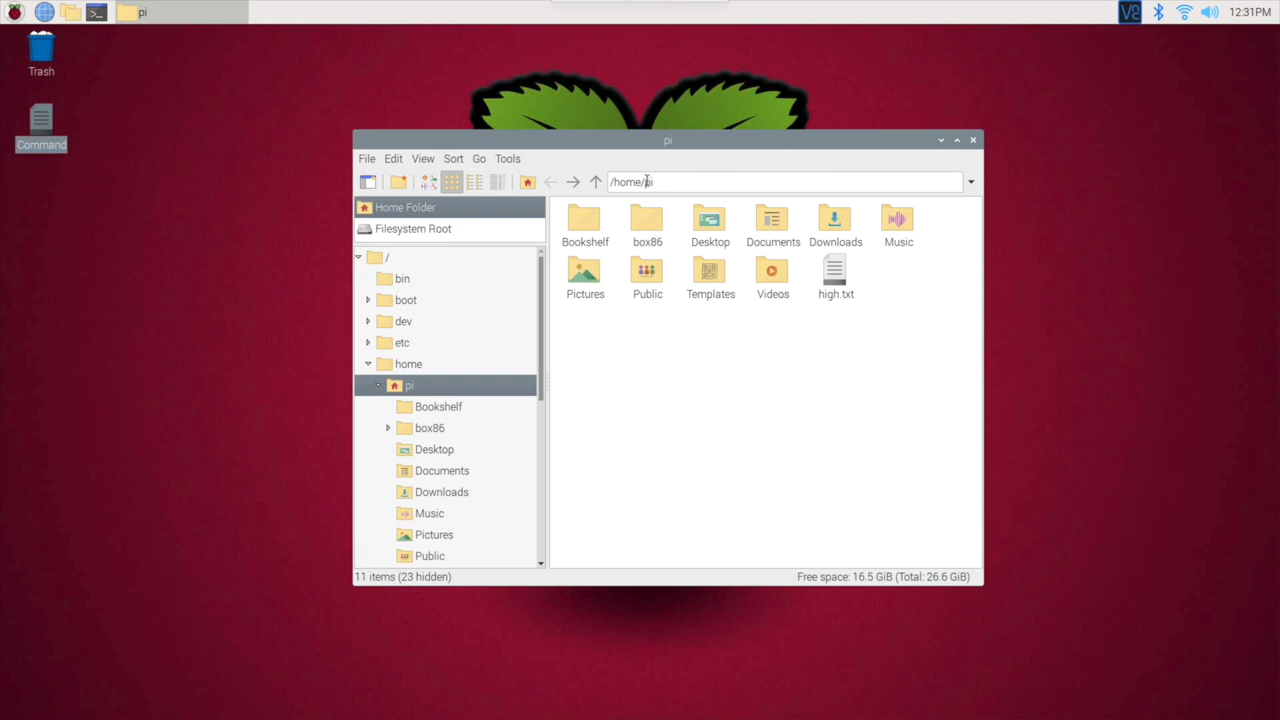 pi
12:31PM
Trash
Command
pi
File Edit View Sort Go Tools
/home/pi
Home Folder
Filesystem Root
/
bin
boot
dev
etc
home
pi
Bookshelf
box86
Desktop
Documents
Downloads
Music
Pictures
Public
Bookshelf box86 Desktop Documents Downloads Music
Pictures Public Templates Videos high.txt
11 items (23 hidden) Free space: 16.5 GiB (Total: 26.6 GiB)